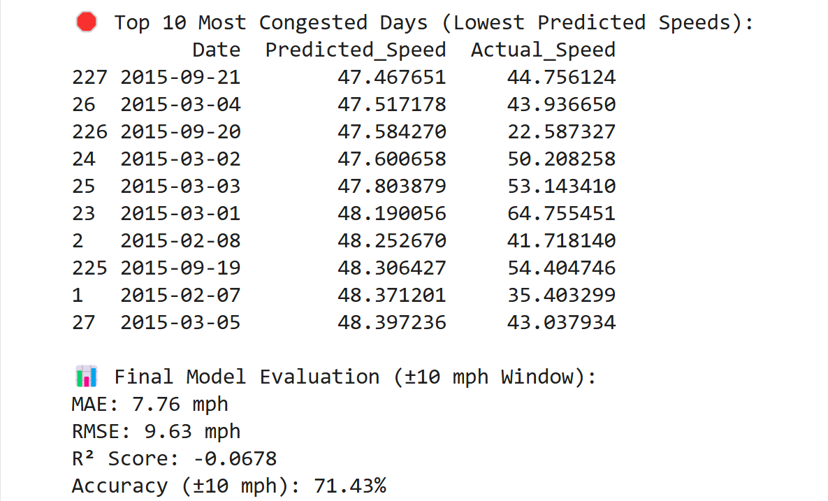 🛑 Top 10 Most Congested Days (Lowest Predicted Speeds):
Date Predicted_Speed Actual_Speed
227 2015-09-21 47.467651 44.756124
26 2015-03-04 47.517178 43.936650
226 2015-09-20 47.584270 22.587327
24 2015-03-02 47.600658 50.208258
25 2015-03-03 47.803879 53.143410
23 2015-03-01 48.190056 64.755451
2 2015-02-08 48.252670 41.718140
225 2015-09-19 48.306427 54.404746
1 2015-02-07 48.371201 35.403299
27 2015-03-05 48.397236 43.037934
📊 Final Model Evaluation (±10 mph Window):
MAE: 7.76 mph
RMSE: 9.63 mph
R² Score: -0.0678
Accuracy (±10 mph): 71.43%